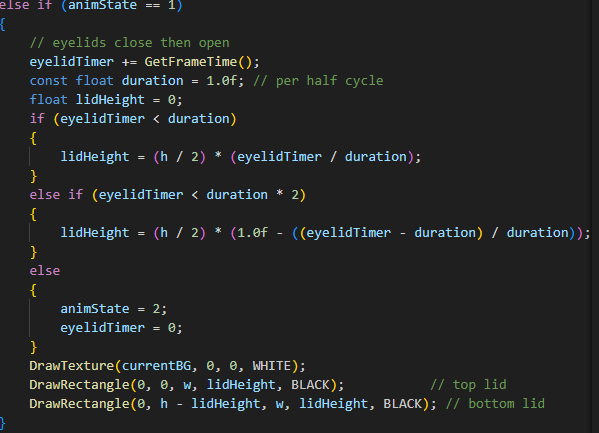 else if (animState == 1)
{
// eyelids close then open
eyelidTimer += GetFrameTime();
const float duration = 1.0f; // per half cycle
float lidHeight = 0;
if (eyelidTimer < duration)
{
lidHeight = (h / 2) * (eyelidTimer / duration);
}
else if (eyelidTimer < duration * 2)
{
lidHeight = (h / 2) * (1.0f - ((eyelidTimer - duration) / duration));
}
else
{
animState = 2;
eyelidTimer = 0;
}
DrawTexture(currentBG, 0, 0, WHITE);
DrawRectangle(0, 0, w, lidHeight, BLACK); // top lid
DrawRectangle(0, h - lidHeight, w, lidHeight, BLACK); // bottom lid
}